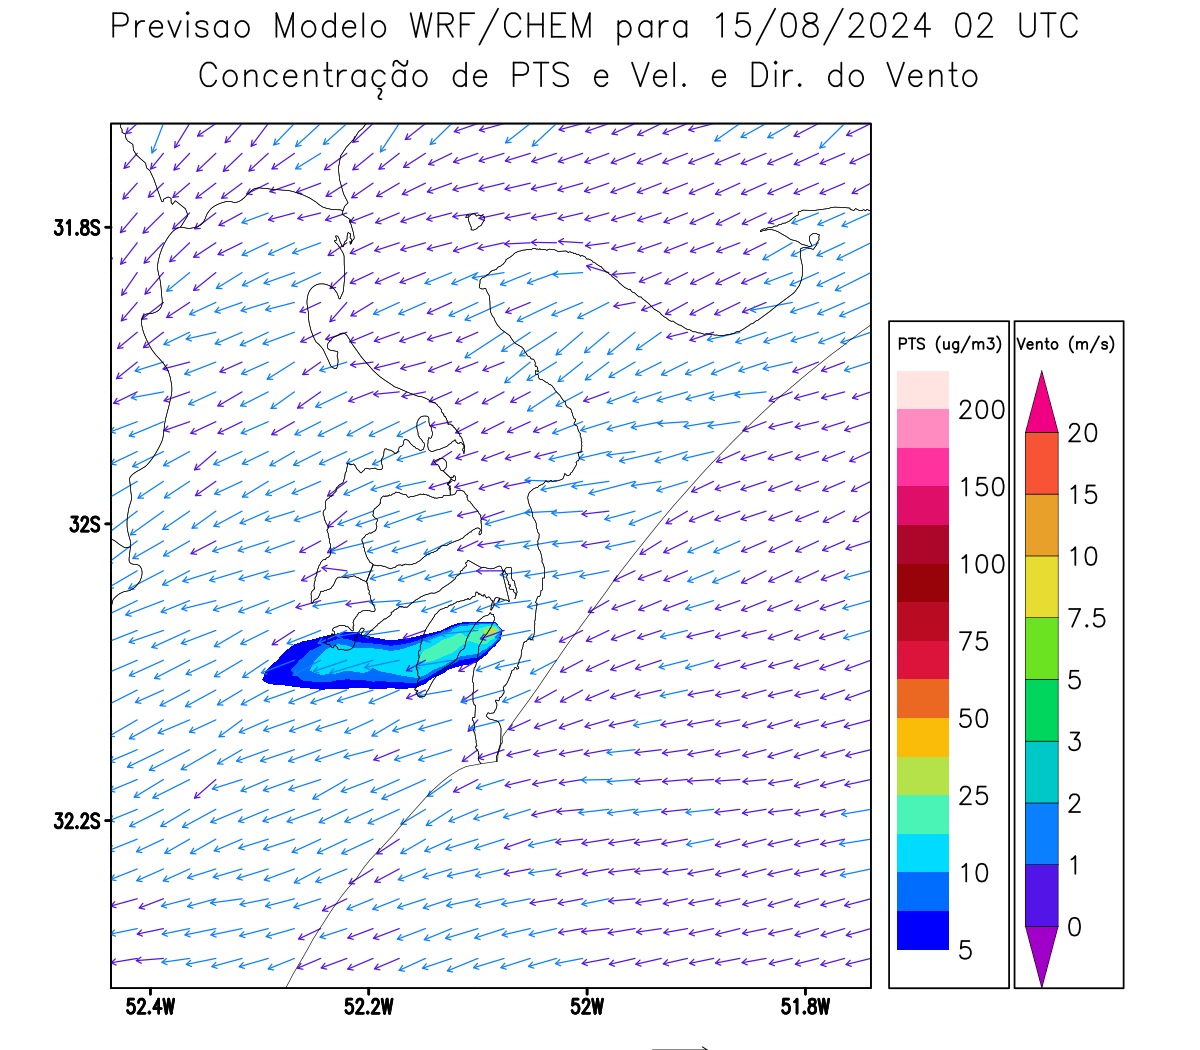 Previsao Modelo WRF/CHEM para 15/08/2024 02 UTC
Concentração de PTS e Vel. e Dir. do Vento
31.8S
32S
32.2S
52.4W
52.2W
52W
51.8W
PTS (ug/m3)
200
150
100
75
50
25
10
5
Vento (m/s)
20
15
10
7.5
5
3
2
1
0